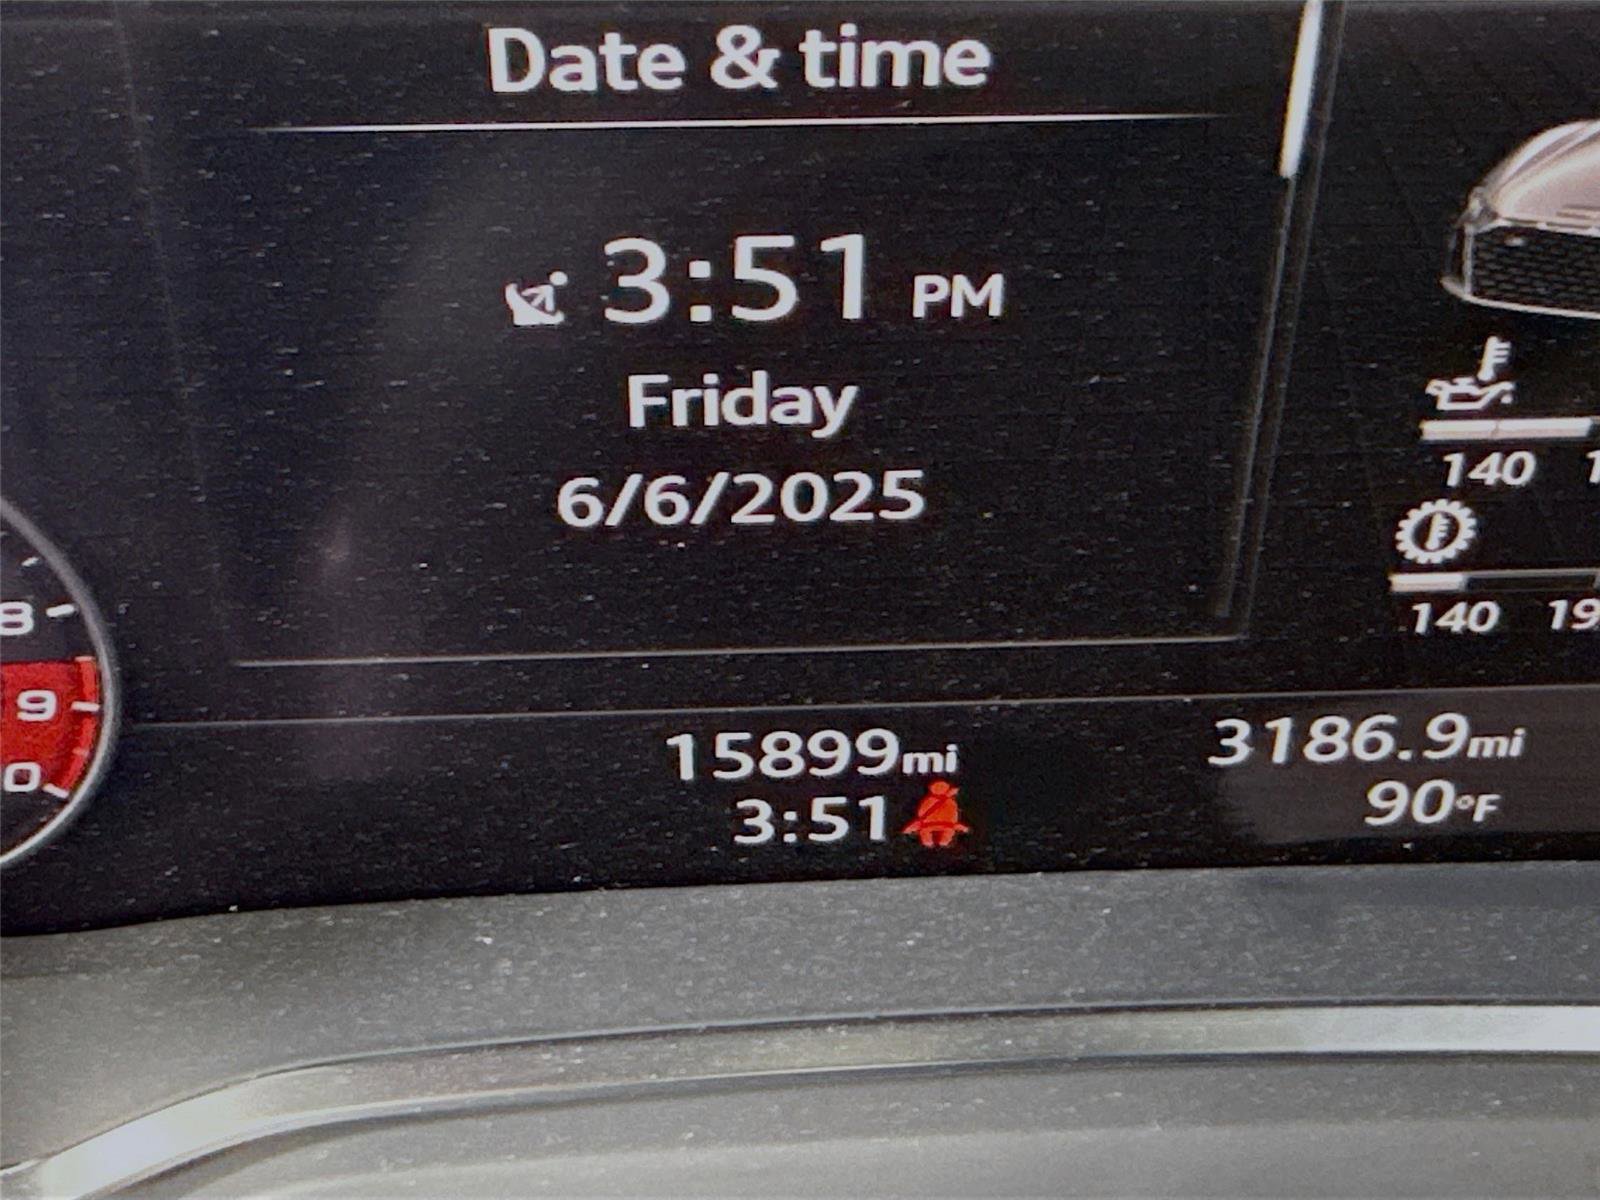 Date & time
3:51 PM
Friday
6/6/2025
140
140
8
9
15899mi
3186.9mi
3:51
90°F